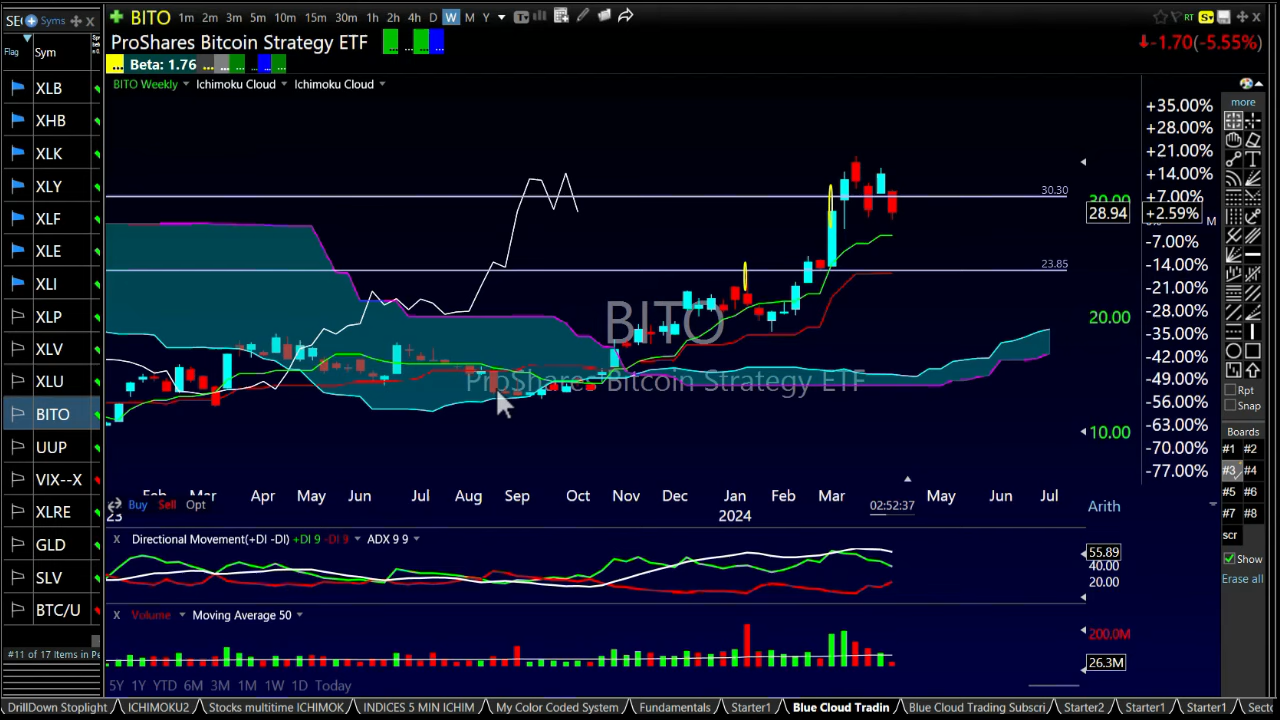 SE Syms
Flag Sym
XLB
XHB
XLK
XLY
XLF
XLE
XLI
XLP
XLV
XLU
BITO
UUP
VIX--X
XLRE
GLD
SLV
BTC/U
#11 of 17 Items in Pe
BITO 1m 2m 3m 5m 10m 15m 30m 1h 2h 4h D W M Y
ProShares Bitcoin Strategy ETF
RT
-1.70(-5.55%)
Beta: 1.76
BITO Weekly Ichimoku Cloud Ichimoku Cloud
30.30
23.85
BITO
ProShares Bitcoin Strategy ETF
30.00
28.94
20.00
10.00
+35.00%
+28.00%
+21.00%
+14.00%
+7.00%
+2.59% M
-7.00%
-14.00%
-21.00%
-28.00%
-35.00%
-42.00%
-49.00%
-56.00%
-63.00%
-70.00%
-77.00%
Feb Mar Apr May Jun Jul Aug Sep Oct Nov Dec Jan Feb Mar May Jun Jul
23 2024
Buy Sell Opt
02:52:37
Arith
Directional Movement(+DI -DI) +DI 9 -DI 9 ADX 9 9
55.89
40.00
20.00
Volume Moving Average 50
200.0M
26.3M
5Y 1Y YTD 6M 3M 1M 1W 1D Today
more
Rpt
Snap
Boards
#1 #2
#3 #4
#5 #6
#7 #8
scr
Show
Erase all
DrillDown Stoplight ICHIMOKU2 Stocks multitime ICHIMOK INDICES 5 MIN ICHIM My Color Coded System Fundamentals Starter1 Blue Cloud Tradin Blue Cloud Trading Subscri Starter2 Starter1 Starter1 Secto